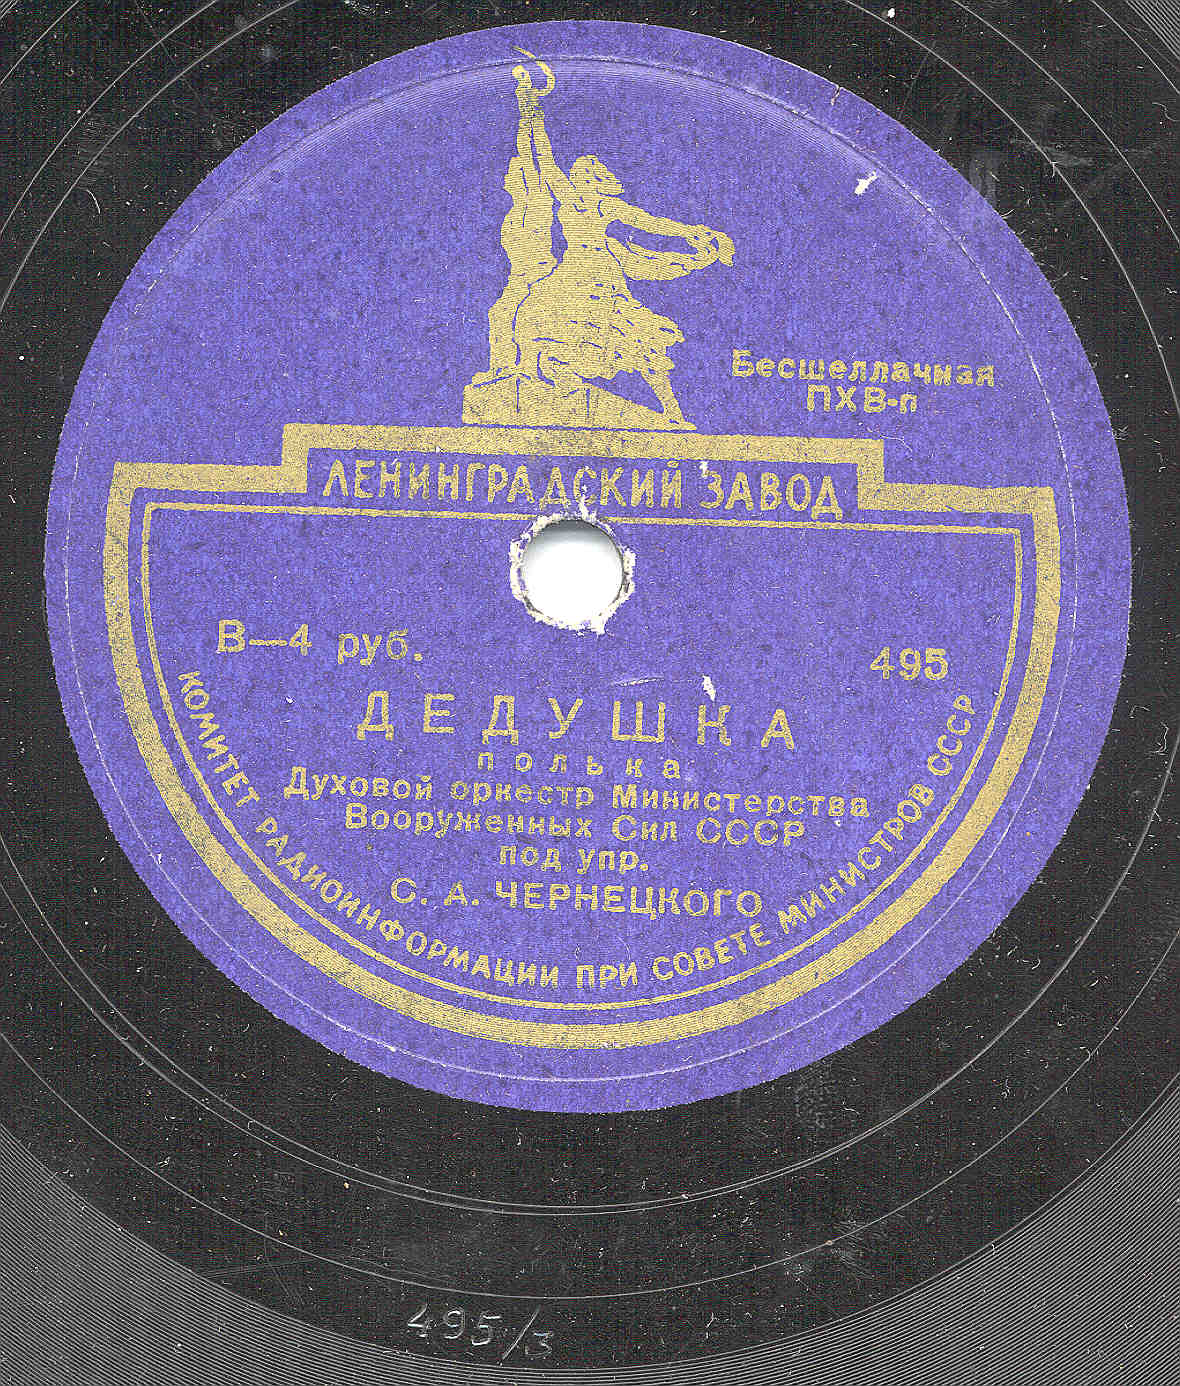 Бесшеллачная
ПХВ-п
ЛЕНИНГРАДСКИЙ ЗАВОД
В—4 руб.
495
ДЕДУШКА
полька
Духовой оркестр Министерства
Вооруженных Сил СССР
под упр.
С. А. ЧЕРНЕЦКОГО
КОМИТЕТ РАДИОИНФОРМАЦИИ ПРИ СОВЕТЕ МИНИСТРОВ СССР
495/3